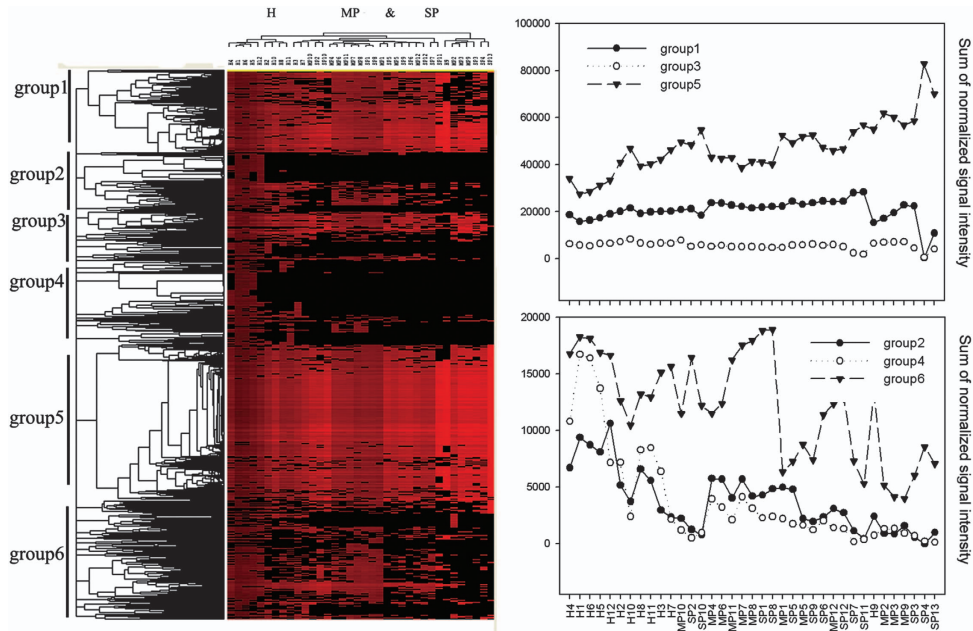 H MP & SP
group1
group2
group3
group4
group5
group6
100000
80000
60000
40000
20000
0
group1
group3
group5
Sum of normalized signal intensity
20000
15000
10000
5000
0
group2
group4
group6
Sum of normalized signal intensity
H4
H1
H6
H5
H12
H2
H10
H8
H11
H3
H7
MP10
SP2
SP10
MP4
MP6
MP11
MP7
MP8
SP1
SP8
MP1
SP5
MP5
SP9
SP6
MP12
SP12
SP7
SP11
H9
MP2
MP3
MP9
SP3
SP4
SP13